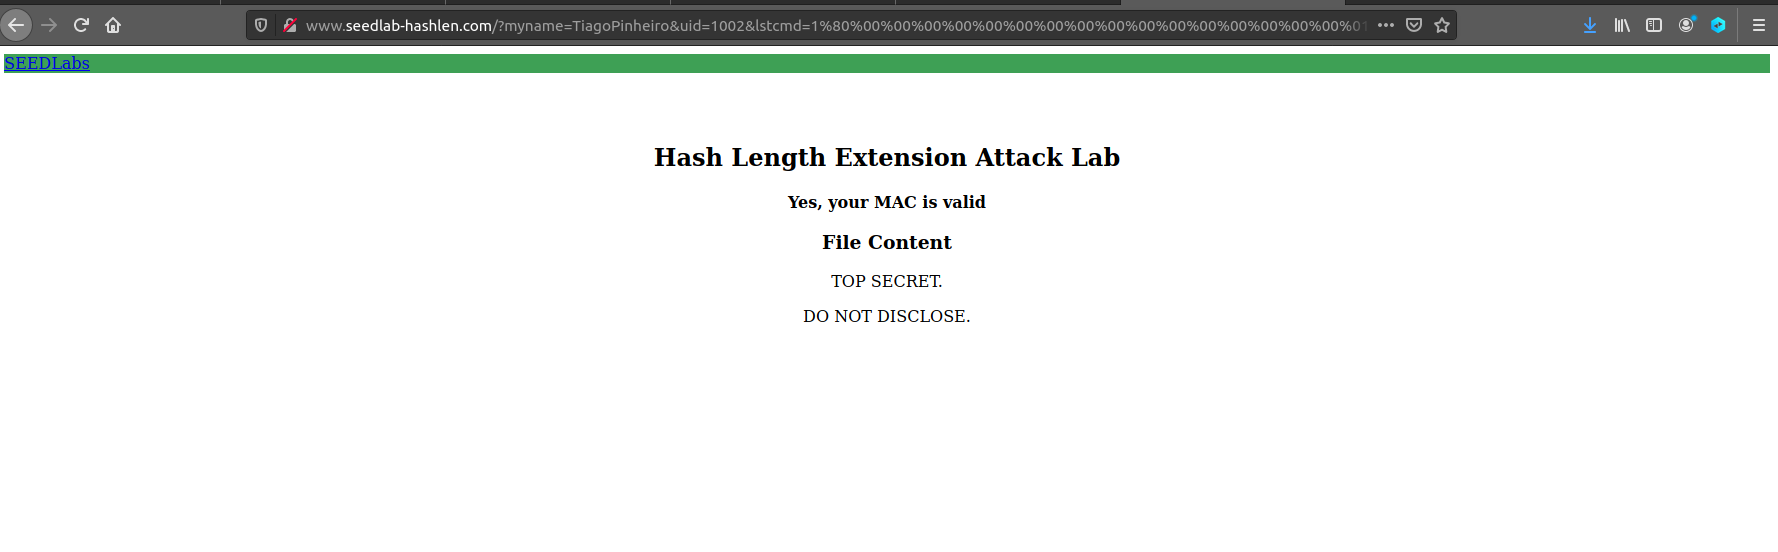 www.seedlab-hashlen.com/?myname=TiagoPinheiro&uid=1002&lstcmd=1%80%00%00%00%00%00%00%00%00%00%00%00%00%00%00%00%00%01
SEEDLabs
Hash Length Extension Attack Lab
Yes, your MAC is valid
File Content
TOP SECRET.
DO NOT DISCLOSE.